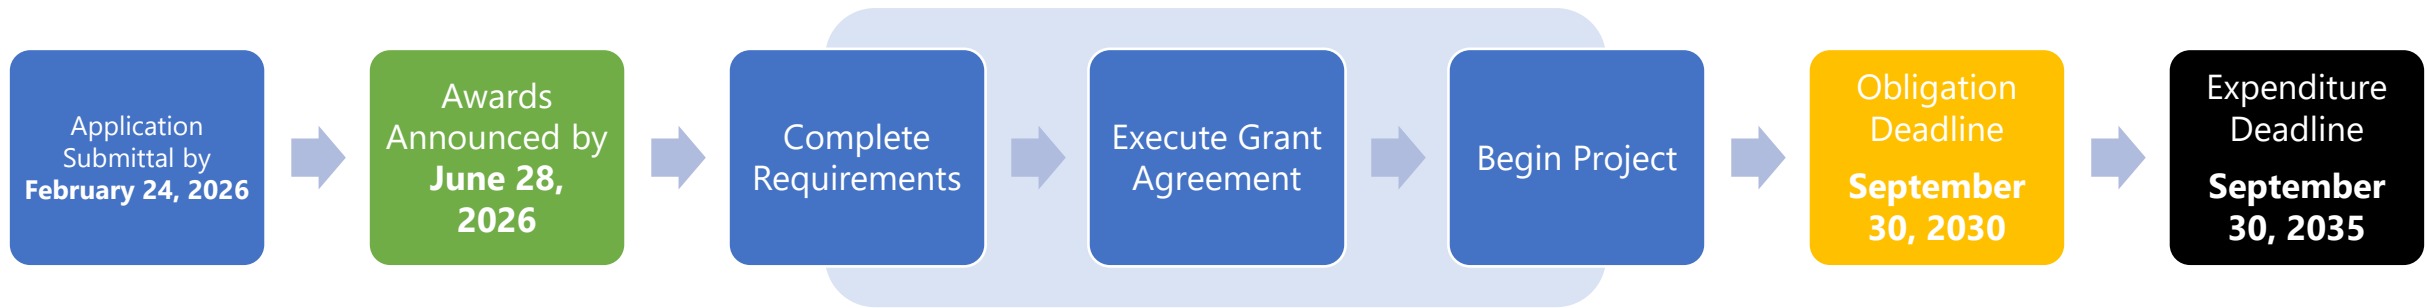 Application
Submittal by
February 24, 2026
Awards
Announced by
June 28,
2026
Complete
Requirements
Execute Grant
Agreement
Begin Project
Obligation
Deadline
September
30, 2030
Expenditure
Deadline
September
30, 2035